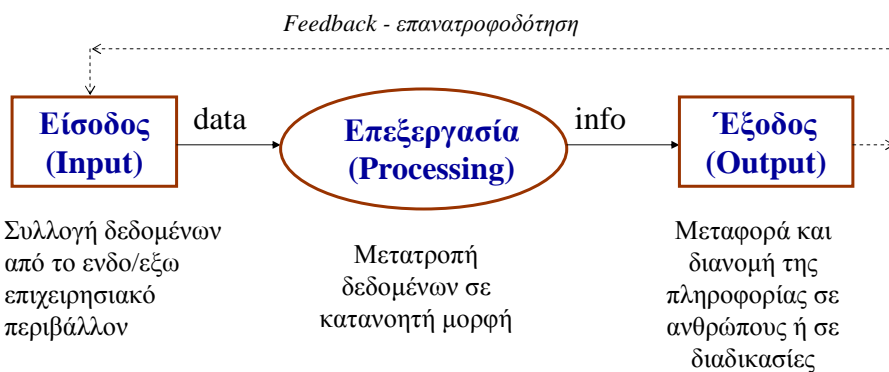 Feedback - επανατροφοδότηση
Είσοδος
(Input)
data
Επεξεργασία
(Processing)
info
Έξοδος
(Output)
Συλλογή δεδομένων
από το ενδο/εξω
επιχειρησιακό
περιβάλλον
Μετατροπή
δεδομένων σε
κατανοητή μορφή
Μεταφορά και
διανομή της
πληροφορίας σε
ανθρώπους ή σε
διαδικασίες